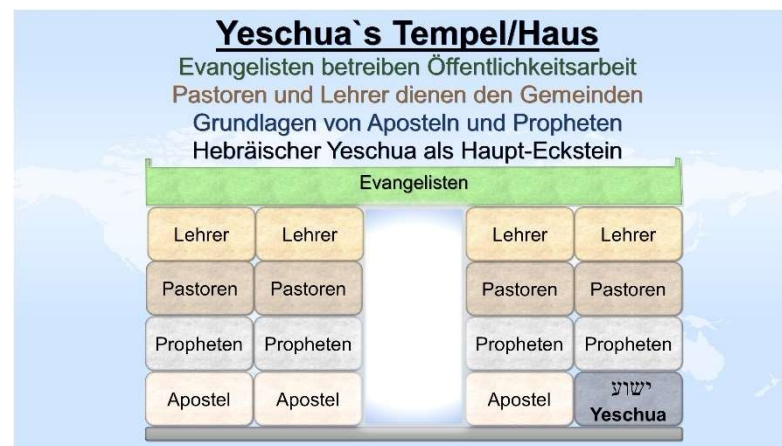 Yeschua`s Tempel/Haus
Evangelisten betreiben Öffentlichkeitsarbeit
Pastoren und Lehrer dienen den Gemeinden
Grundlagen von Aposteln und Propheten
Hebräischer Yeschua als Haupt-Eckstein
Evangelisten
Lehrer Lehrer Lehrer Lehrer
Pastoren Pastoren Pastoren Pastoren
Propheten Propheten Propheten Propheten
Apostel Apostel Apostel ישוע
Yeschua